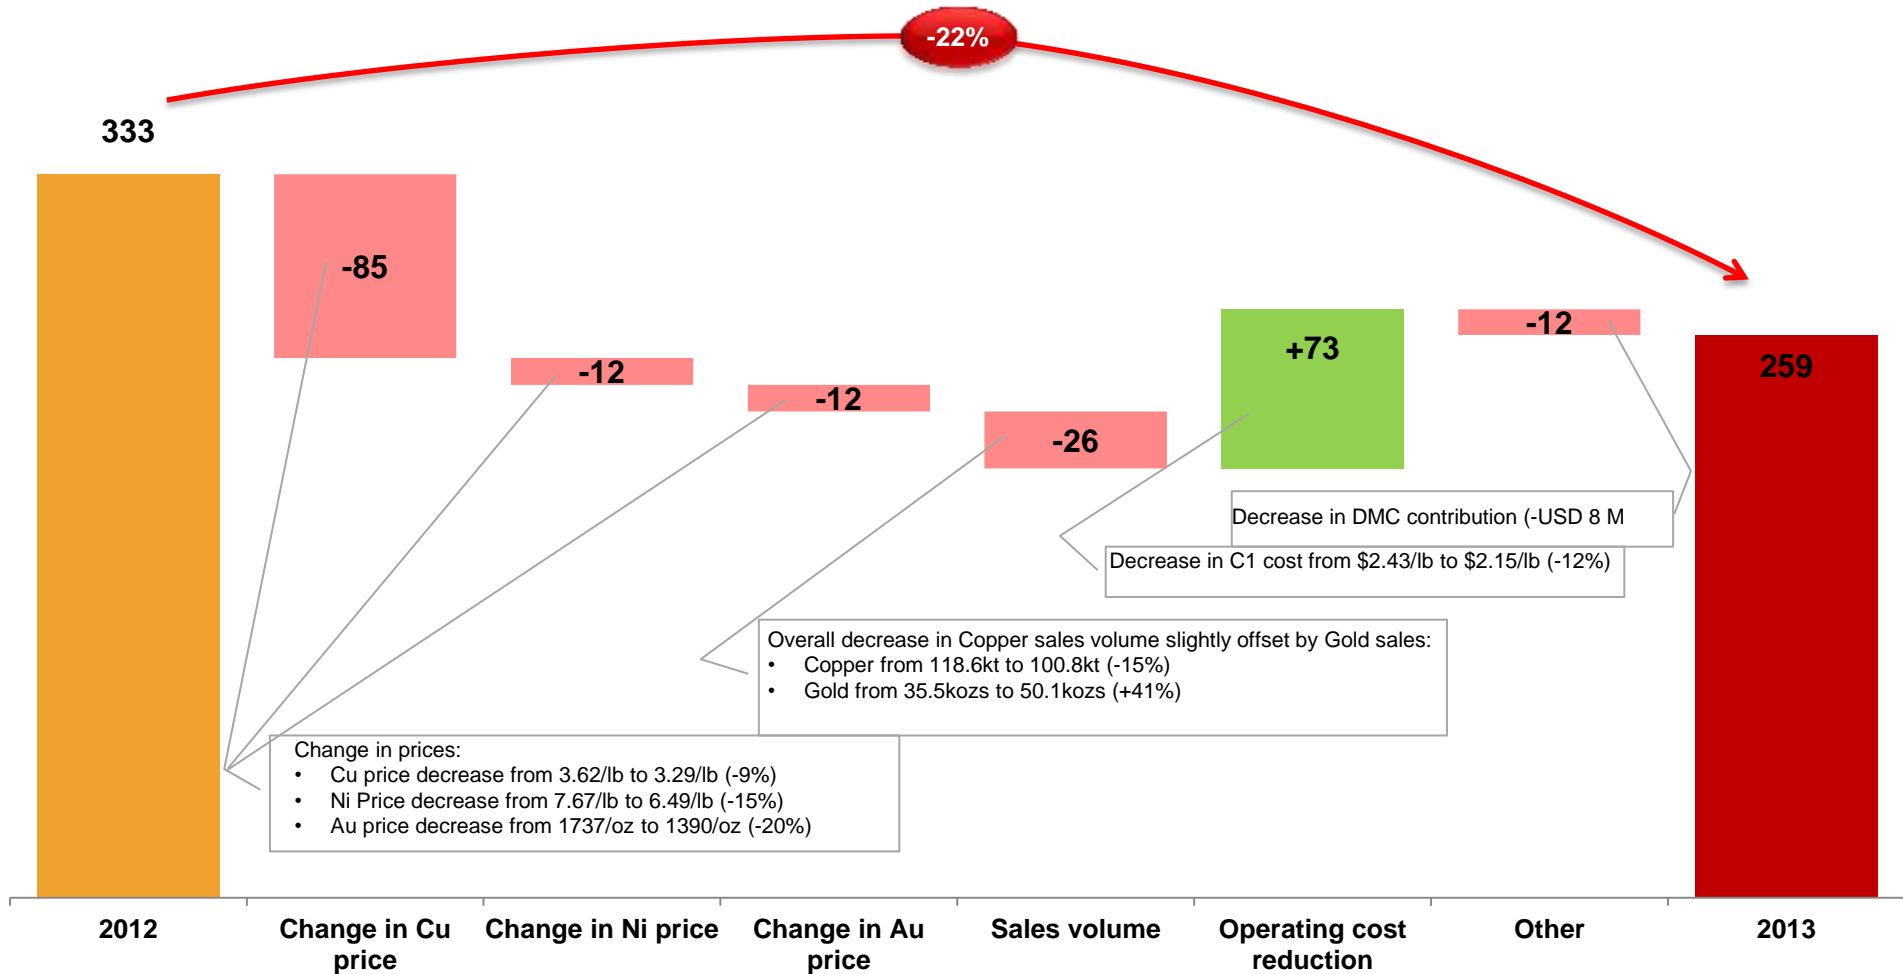 -22%
333
-85
-12
-12
-26
+73
-12
259
Decrease in DMC contribution (-USD 8 M
Decrease in C1 cost from $2.43/lb to $2.15/lb (-12%)
Overall decrease in Copper sales volume slightly offset by Gold sales:
• Copper from 118.6kt to 100.8kt (-15%)
• Gold from 35.5kozs to 50.1kozs (+41%)
Change in prices:
• Cu price decrease from 3.62/lb to 3.29/lb (-9%)
• Ni Price decrease from 7.67/lb to 6.49/lb (-15%)
• Au price decrease from 1737/oz to 1390/oz (-20%)
2012
Change in Cu
price
Change in Ni price
Change in Au
price
Sales volume
Operating cost
reduction
Other
2013